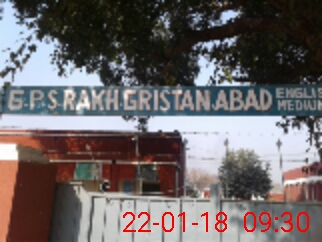 G.P.S.RAKH.GRISTAN.ABAD ENGLISH MEDIUM
22-01-18 09:30